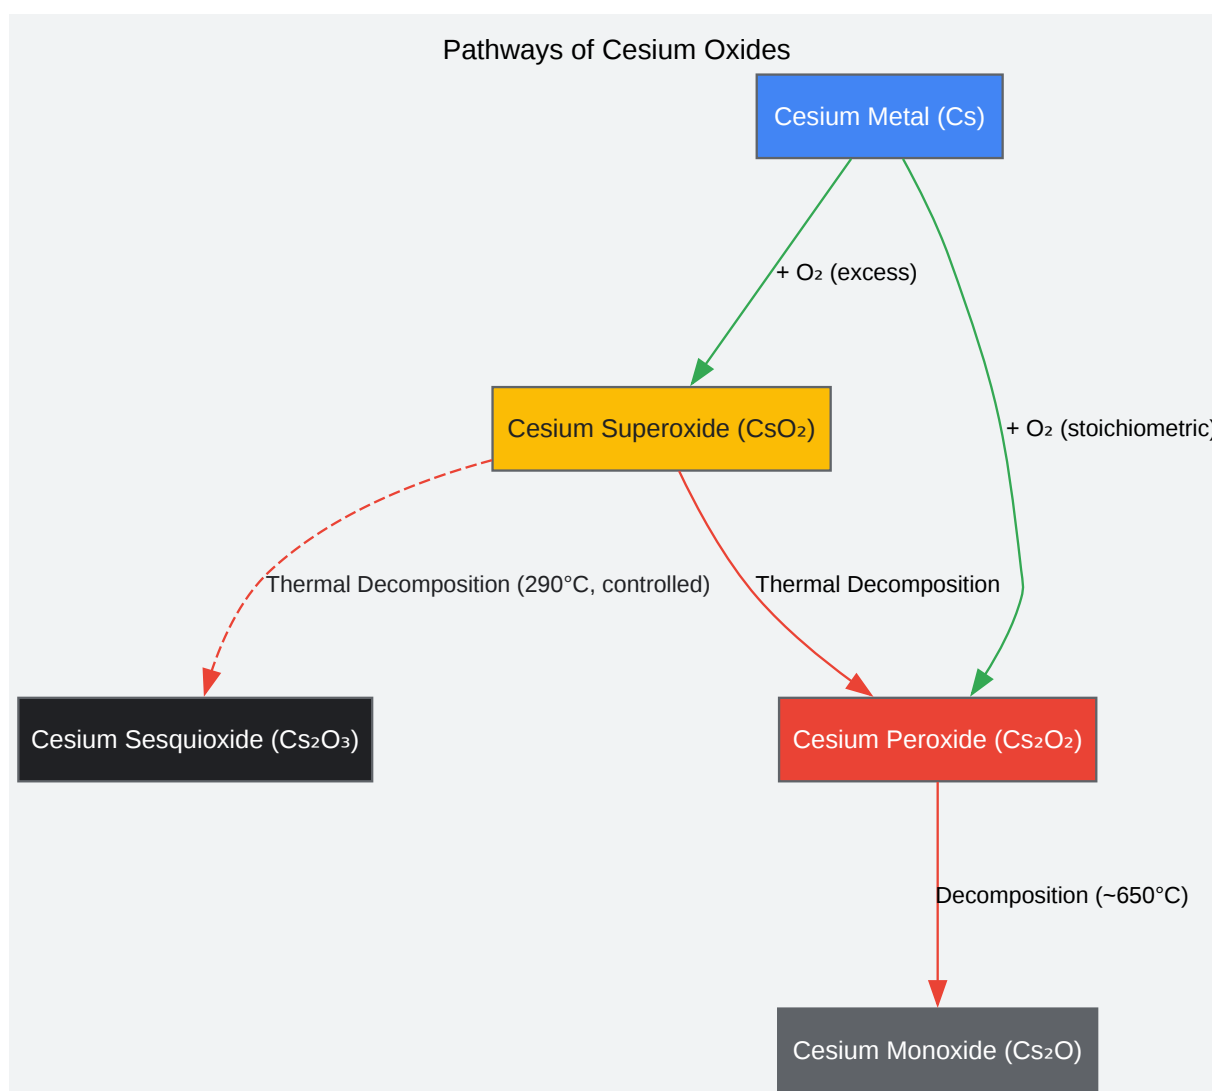 Pathways of Cesium Oxides
Cesium Metal (Cs)
+ O₂ (excess)
Cesium Superoxide (CsO₂)
+ O₂ (stoichiometric)
Thermal Decomposition (290°C, controlled)
Thermal Decomposition
Cesium Sesquioxide (Cs₂O₃)
Cesium Peroxide (Cs₂O₂)
Decomposition (~650°C)
Cesium Monoxide (Cs₂O)